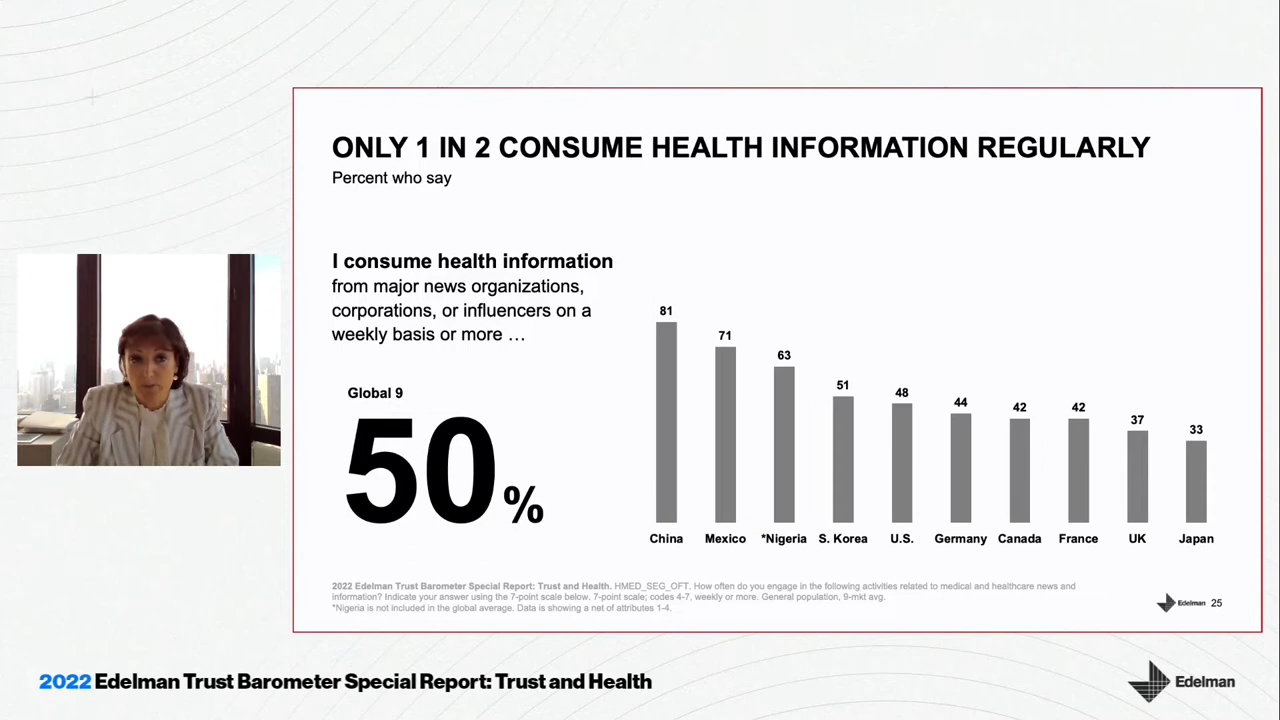 ONLY 1 IN 2 CONSUME HEALTH INFORMATION REGULARLY
Percent who say
I consume health information
from major news organizations,
corporations, or influencers on a
weekly basis or more …
Global 9
50%
81
71
63
51
48
44
42
42
37
33
China
Mexico
*Nigeria
S. Korea
U.S.
Germany
Canada
France
UK
Japan
2022 Edelman Trust Barometer Special Report: Trust and Health. HMED_SEG_OFT. How often do you engage in the following activities related to medical and healthcare news and
information? Indicate your answer using the 7-point scale below. 7-point scale; codes 4-7, weekly or more. General population, 9-mkt avg.
*Nigeria is not included in the global average. Data is showing a net of attributes 1-4.
Edelman 25
2022 Edelman Trust Barometer Special Report: Trust and Health
Edelman